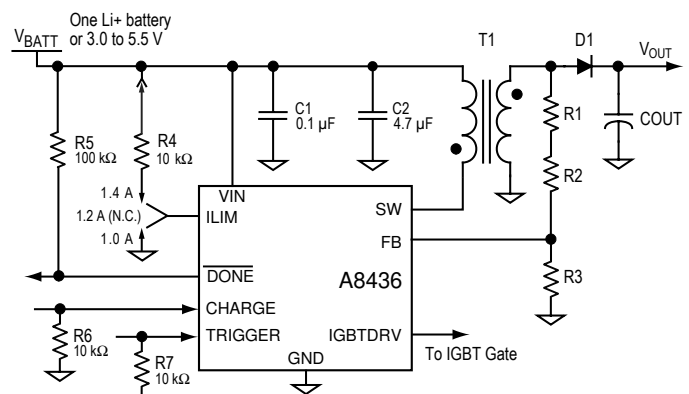 One Li+ battery
or 3.0 to 5.5 V
VBATT
T1
D1
VOUT
C1
0.1 µF
C2
4.7 µF
R1
COUT
R5
100 kΩ
R4
10 kΩ
R2
1.4 A
1.2 A (N.C.)
1.0 A
VIN
ILIM
SW
FB
DONE
A8436
R3
CHARGE
R6
10 kΩ
TRIGGER
IGBTDRV
To IGBT Gate
R7
10 kΩ
GND